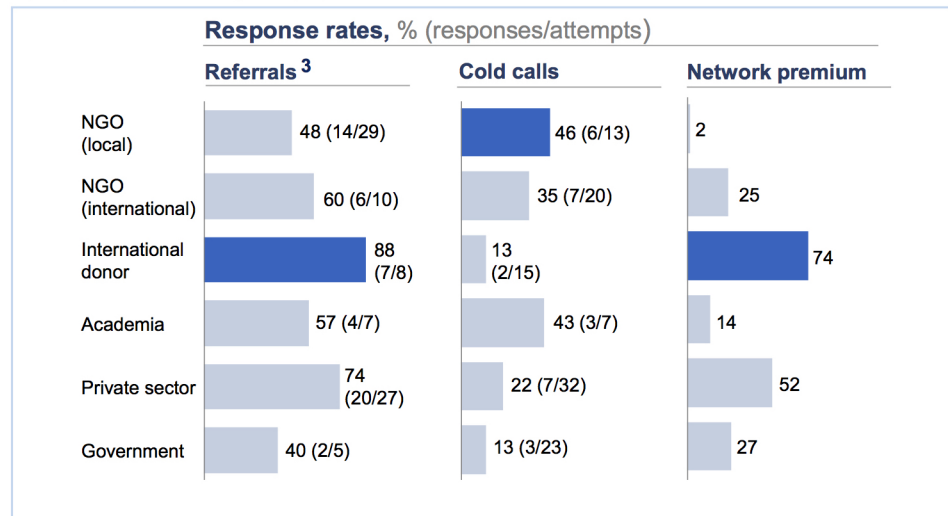 Response rates, % (responses/attempts)
Referrals 3
Cold calls
Network premium
NGO
(local)
48 (14/29)
46 (6/13)
2
NGO
(international)
60 (6/10)
35 (7/20)
25
International
donor
88
(7/8)
13
(2/15)
74
Academia
57 (4/7)
43 (3/7)
14
Private sector
74
(20/27)
22 (7/32)
52
Government
40 (2/5)
13 (3/23)
27